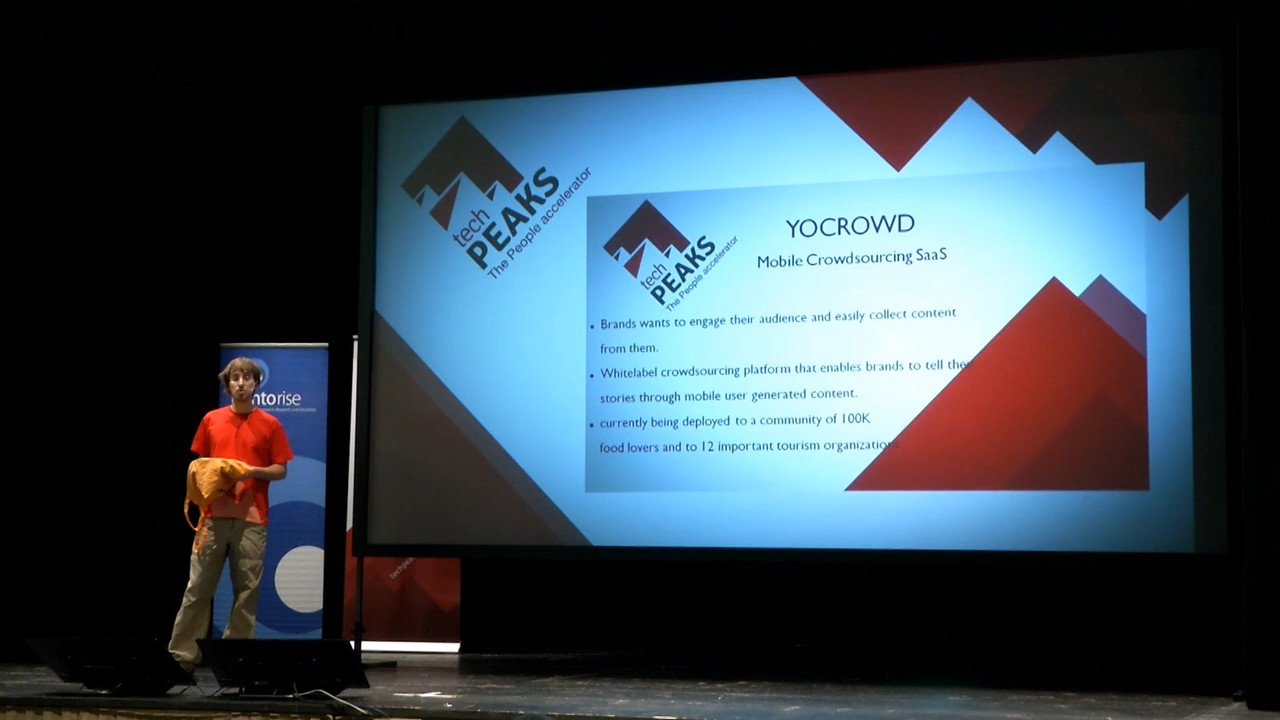 tech
PEAKS
The People accelerator
tech
PEAKS
The People accelerator
YOCROWD
Mobile Crowdsourcing SaaS
• Brands wants to engage their audience and easily collect content
from them.
• Whitelabel crowdsourcing platform that enables brands to tell
stories through mobile user generated content.
• currently being deployed to a community of 100K
food lovers and to 12 important tourism
ntorise